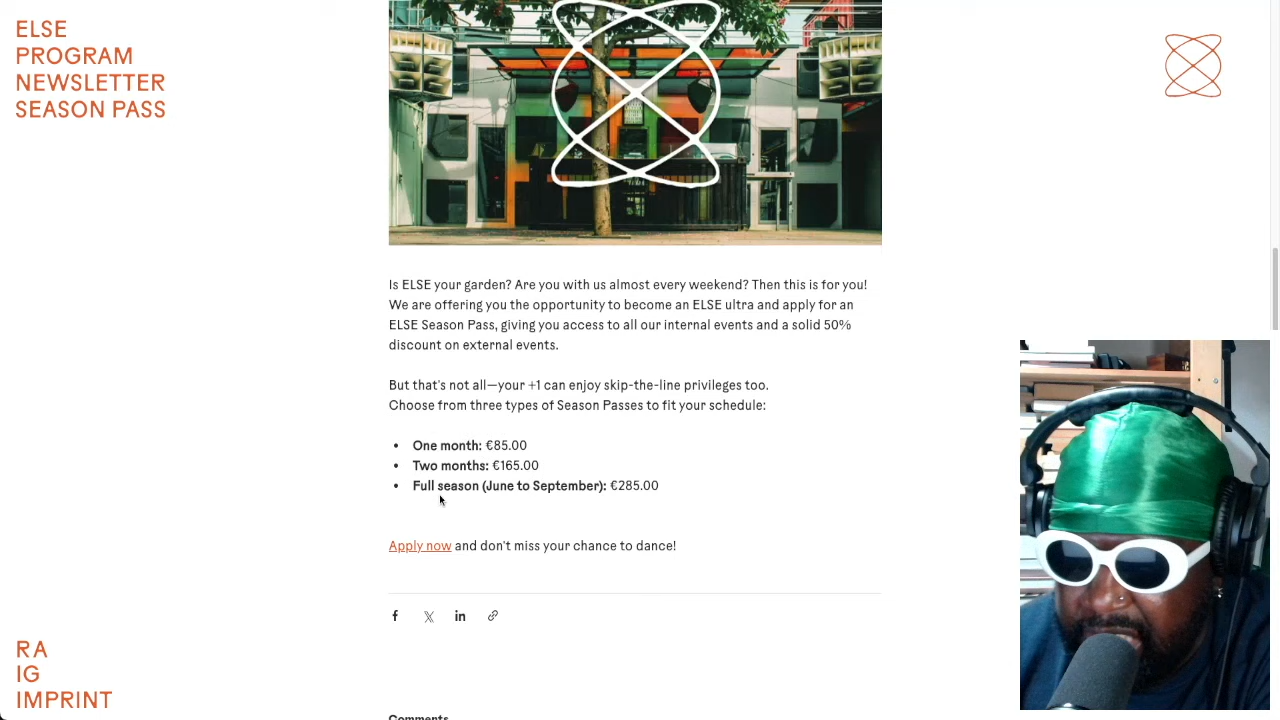 ELSE
PROGRAM
NEWSLETTER
SEASON PASS
Is ELSE your garden? Are you with us almost every weekend? Then this is for you!
We are offering you the opportunity to become an ELSE ultra and apply for an
ELSE Season Pass, giving you access to all our internal events and a solid 50%
discount on external events.
But that's not all—your +1 can enjoy skip-the-line privileges too.
Choose from three types of Season Passes to fit your schedule:
• One month: €85.00
• Two months: €165.00
• Full season (June to September): €285.00
Apply now and don't miss your chance to dance!
RA
IG
IMPRINT
Comments